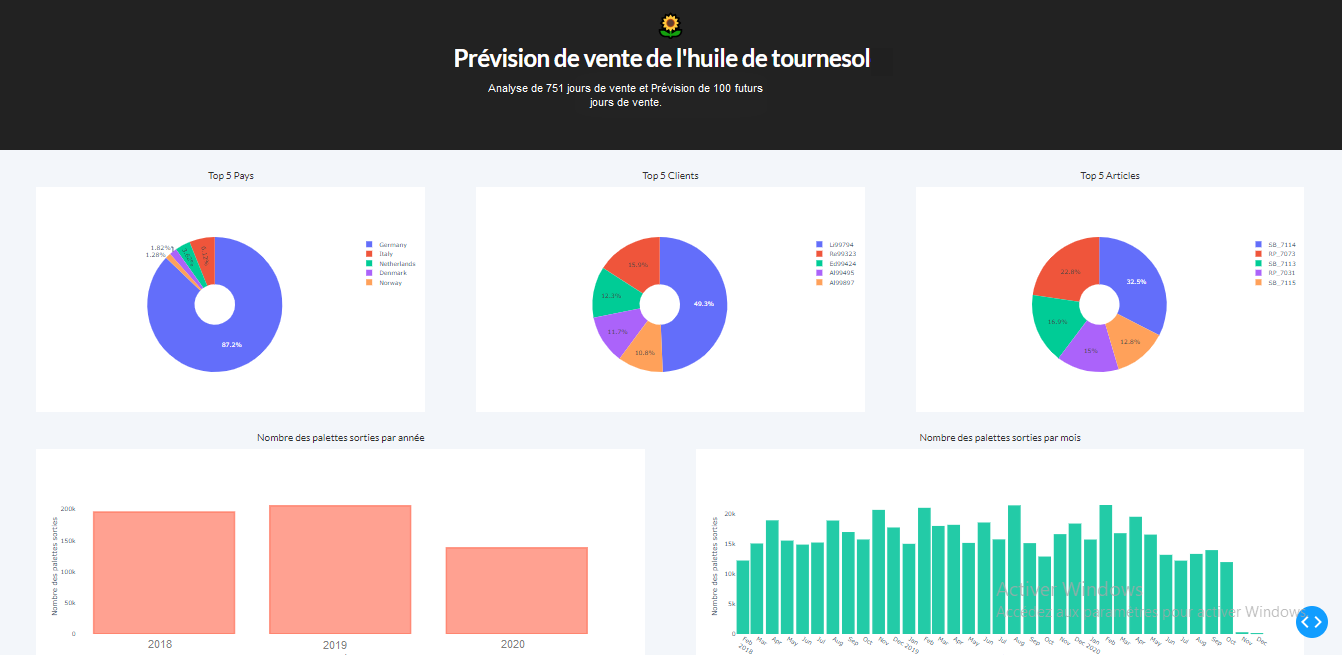 Prévision de vente de l'huile de tournesol
Analyse de 751 jours de vente et Prévision de 100 futurs
jours de vente.
Top 5 Pays
1.82%
1.28%
6.12%
87.2%
Germany
Italy
Netherlands
Denmark
Norway
Top 5 Clients
15.9%
12.3%
11.7%
10.8%
49.3%
Li99794
Re99323
Ed99424
Al99495
Al99897
Top 5 Articles
22.8%
16.9%
15%
12.8%
32.5%
SB_7114
RP_7073
SB_7113
RP_7031
SB_7115
Nombre des palettes sorties par année
Nombre des palettes sorties
200k
150k
100k
50k
0
2018
2019
2020
Nombre des palettes sorties par mois
Nombre des palettes sorties
20k
15k
10k
5k
0
Feb 2018
Mar
Apr
May
Jun
Jul
Aug
Sep
Oct
Nov
Dec
Jan 2019
Feb
Mar
Apr
May
Jun
Jul
Aug
Sep
Oct
Nov
Dec
Jan 2020
Feb
Mar
Apr
May
Jun
Jul
Aug
Sep
Oct
Nov
Dec
Activer Windows
Accédez aux paramètres pour activer Windows.